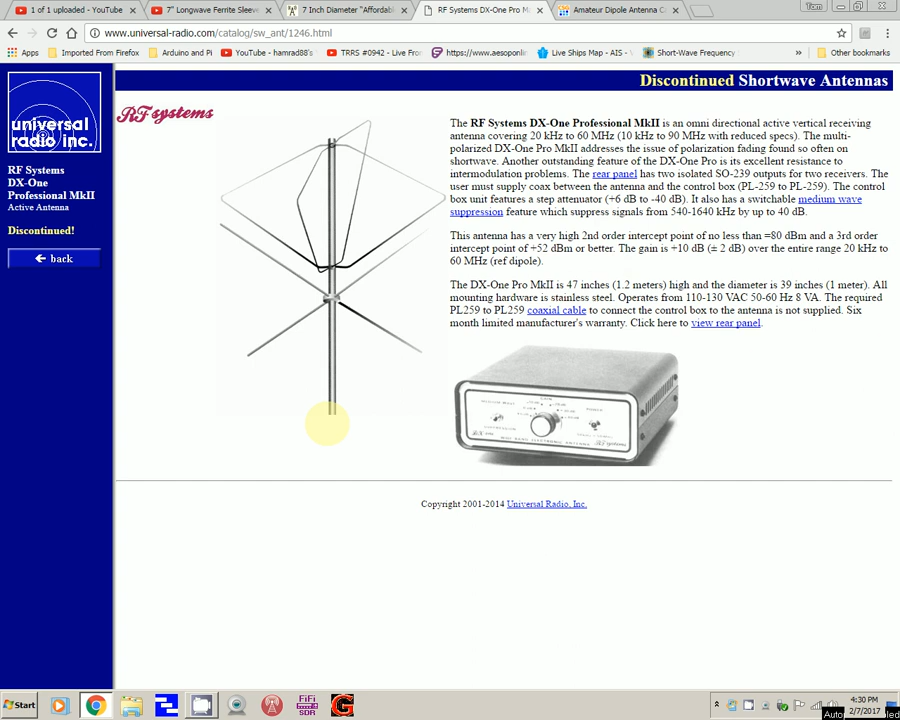 1 of 1 uploaded - YouTube
7" Longwave Ferrite Sleeve
7 Inch Diameter "Affordabl
RF Systems DX-One Pro M
Amateur Dipole Antenna C
Tom
www.universal-radio.com/catalog/sw_ant/1246.html
Apps
Imported From Firefox
Arduino and Pi
YouTube - hamrad88's
TRRS #0942 - Live From
https://www.aesoponlin
Live Ships Map - AIS -
Short-Wave Frequency
»
Other bookmarks
Discontinued Shortwave Antennas
universal
radio inc.
RF Systems
DX-One
Professional MkII
Active Antenna
Discontinued!
back
RF systems
The RF Systems DX-One Professional MkII is an omni directional active vertical receiving
antenna covering 20 kHz to 60 MHz (10 kHz to 90 MHz with reduced specs). The multi-
polarized DX-One Pro MkII addresses the issue of polarization fading found so often on
shortwave. Another outstanding feature of the DX-One Pro is its excellent resistance to
intermodulation problems. The rear panel has two isolated SO-239 outputs for two receivers. The
user must supply coax between the antenna and the control box (PL-259 to PL-259). The control
box unit features a step attenuator (+6 dB to -40 dB). It also has a switchable medium wave
suppression feature which suppress signals from 540-1640 kHz by up to 40 dB.
This antenna has a very high 2nd order intercept point of no less than =80 dBm and a 3rd order
intercept point of +52 dBm or better. The gain is +10 dB (± 2 dB) over the entire range 20 kHz to
60 MHz (ref dipole).
The DX-One Pro MkII is 47 inches (1.2 meters) high and the diameter is 39 inches (1 meter). All
mounting hardware is stainless steel. Operates from 110-130 VAC 50-60 Hz 8 VA. The required
PL259 to PL259 coaxial cable to connect the control box to the antenna is not supplied. Six
month limited manufacturer's warranty. Click here to view rear panel.
Copyright 2001-2014 Universal Radio, Inc.
Start
FiFi
SDR
4:30 PM
2/7/2017